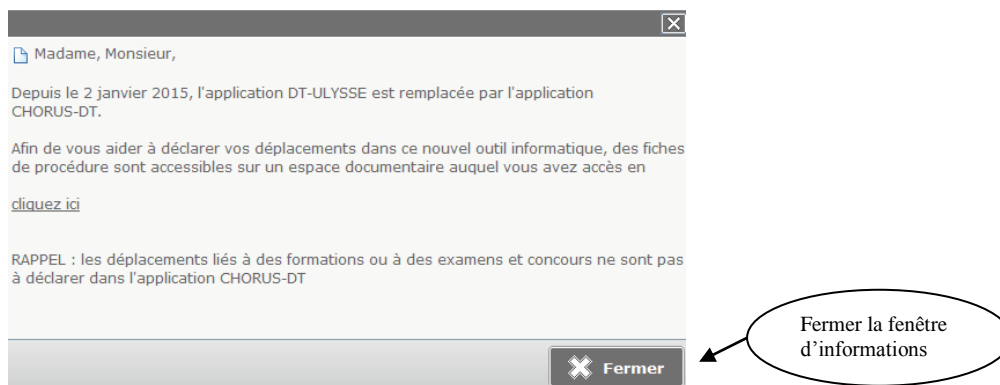 Madame, Monsieur,
Depuis le 2 janvier 2015, l'application DT-ULYSSE est remplacée par l'application
CHORUS-DT.
Afin de vous aider à déclarer vos déplacements dans ce nouvel outil informatique, des fiches
de procédure sont accessibles sur un espace documentaire auquel vous avez accès en
cliquez ici
RAPPEL : les déplacements liés à des formations ou à des examens et concours ne sont pas
à déclarer dans l'application CHORUS-DT
Fermer la fenêtre
d’informations
Fermer